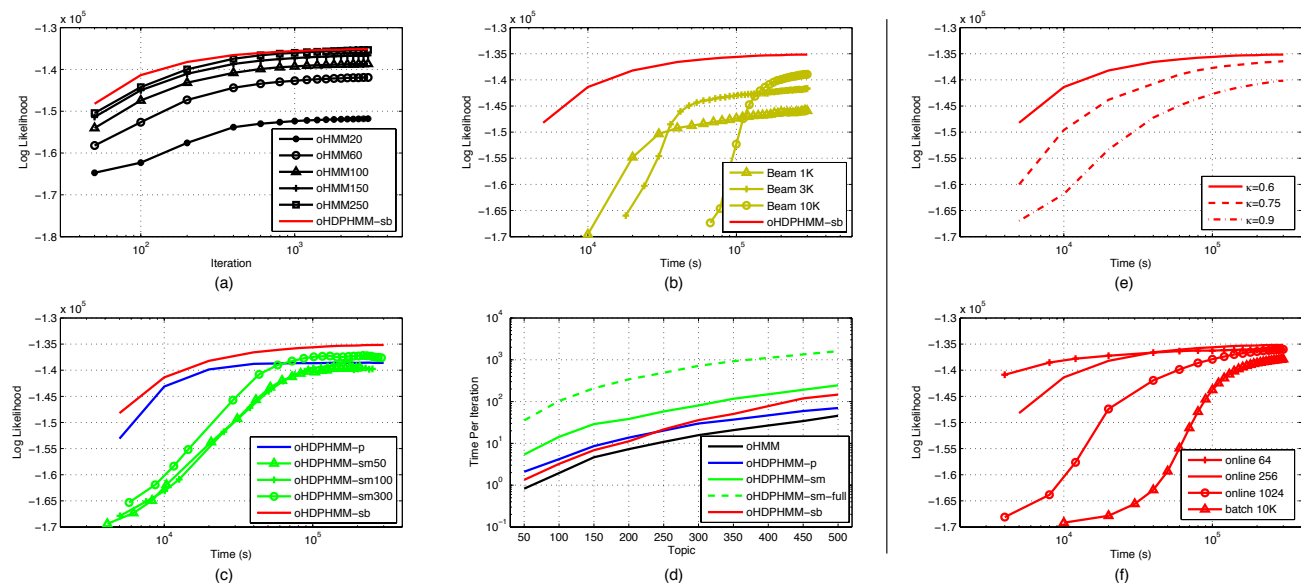 x 10^5
−1.3
−1.35
−1.4
−1.45
−1.5
−1.55
−1.6
−1.65
−1.7
−1.75
−1.8
Log Likelihood
10^2
10^3
Iteration
oHMM20
oHMM60
oHMM100
oHMM150
oHMM250
oHDPHMM−sb
(a)
x 10^5
−1.3
−1.35
−1.4
−1.45
−1.5
−1.55
−1.6
−1.65
−1.7
Log Likelihood
10^4
10^5
Time (s)
Beam 1K
Beam 3K
Beam 10K
oHDPHMM−sb
(b)
x 10^5
−1.3
−1.35
−1.4
−1.45
−1.5
−1.55
−1.6
−1.65
−1.7
Log Likelihood
10^4
10^5
Time (s)
κ=0.6
κ=0.75
κ=0.9
(e)
x 10^5
−1.3
−1.35
−1.4
−1.45
−1.5
−1.55
−1.6
−1.65
−1.7
Log Likelihood
10^4
10^5
Time (s)
oHDPHMM−p
oHDPHMM−sm50
oHDPHMM−sm100
oHDPHMM−sm300
oHDPHMM−sb
(c)
10^4
10^3
10^2
10^1
10^0
10^−1
Time Per Iteration
50 100 150 200 250 300 350 400 450 500
Topic
oHMM
oHDPHMM−p
oHDPHMM−sm
oHDPHMM−sm−full
oHDPHMM−sb
(d)
x 10^5
−1.3
−1.35
−1.4
−1.45
−1.5
−1.55
−1.6
−1.65
−1.7
Log Likelihood
10^4
10^5
Time (s)
online 64
online 256
online 1024
batch 10K
(f)